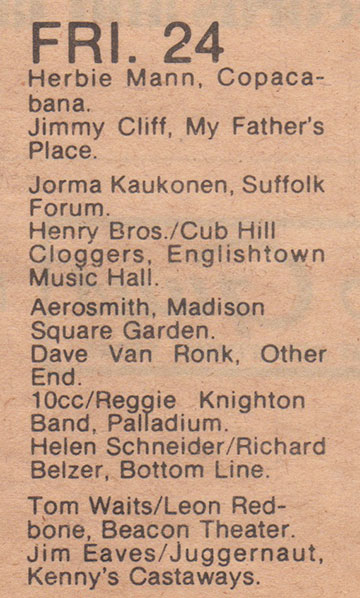 FRI. 24
Herbie Mann, Copaca-
bana.
Jimmy Cliff, My Father's
Place.
Jorma Kaukonen, Suffolk
Forum.
Henry Bros./Cub Hill
Cloggers, Englishtown
Music Hall.
Aerosmith, Madison
Square Garden.
Dave Van Ronk, Other
End.
10cc/Reggie Knighton
Band, Palladium.
Helen Schneider/Richard
Belzer, Bottom Line.
Tom Waits/Leon Red-
bone, Beacon Theater.
Jim Eaves/Juggernaut,
Kenny's Castaways.